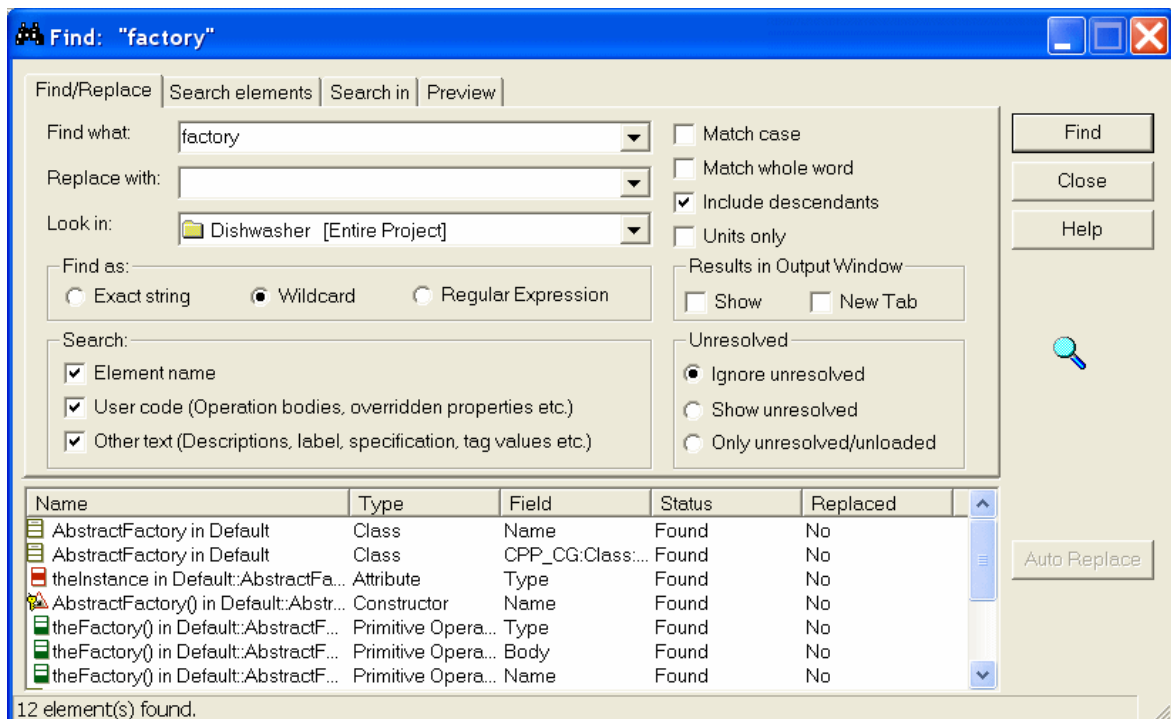 Find: "factory"
Find/Replace Search elements Search in Preview
Find what: factory
Replace with:
Look in: Dishwasher [Entire Project]
Match case
Match whole word
Include descendants
Units only
Find
Close
Help
Find as:
Exact string Wildcard Regular Expression
Results in Output Window
Show New Tab
Search:
Element name
User code (Operation bodies, overridden properties etc.)
Other text (Descriptions, label, specification, tag values etc.)
Unresolved
Ignore unresolved
Show unresolved
Only unresolved/unloaded
Name Type Field Status Replaced
AbstractFactory in Default Class Name Found No
AbstractFactory in Default Class CPP_CG:Class:... Found No
theInstance in Default::AbstractFa... Attribute Type Found No
AbstractFactory() in Default::Abstr... Constructor Name Found No
theFactory() in Default::AbstractF... Primitive Opera... Type Found No
theFactory() in Default::AbstractF... Primitive Opera... Body Found No
theFactory() in Default::AbstractF... Primitive Opera... Name Found No
Auto Replace
12 element(s) found.